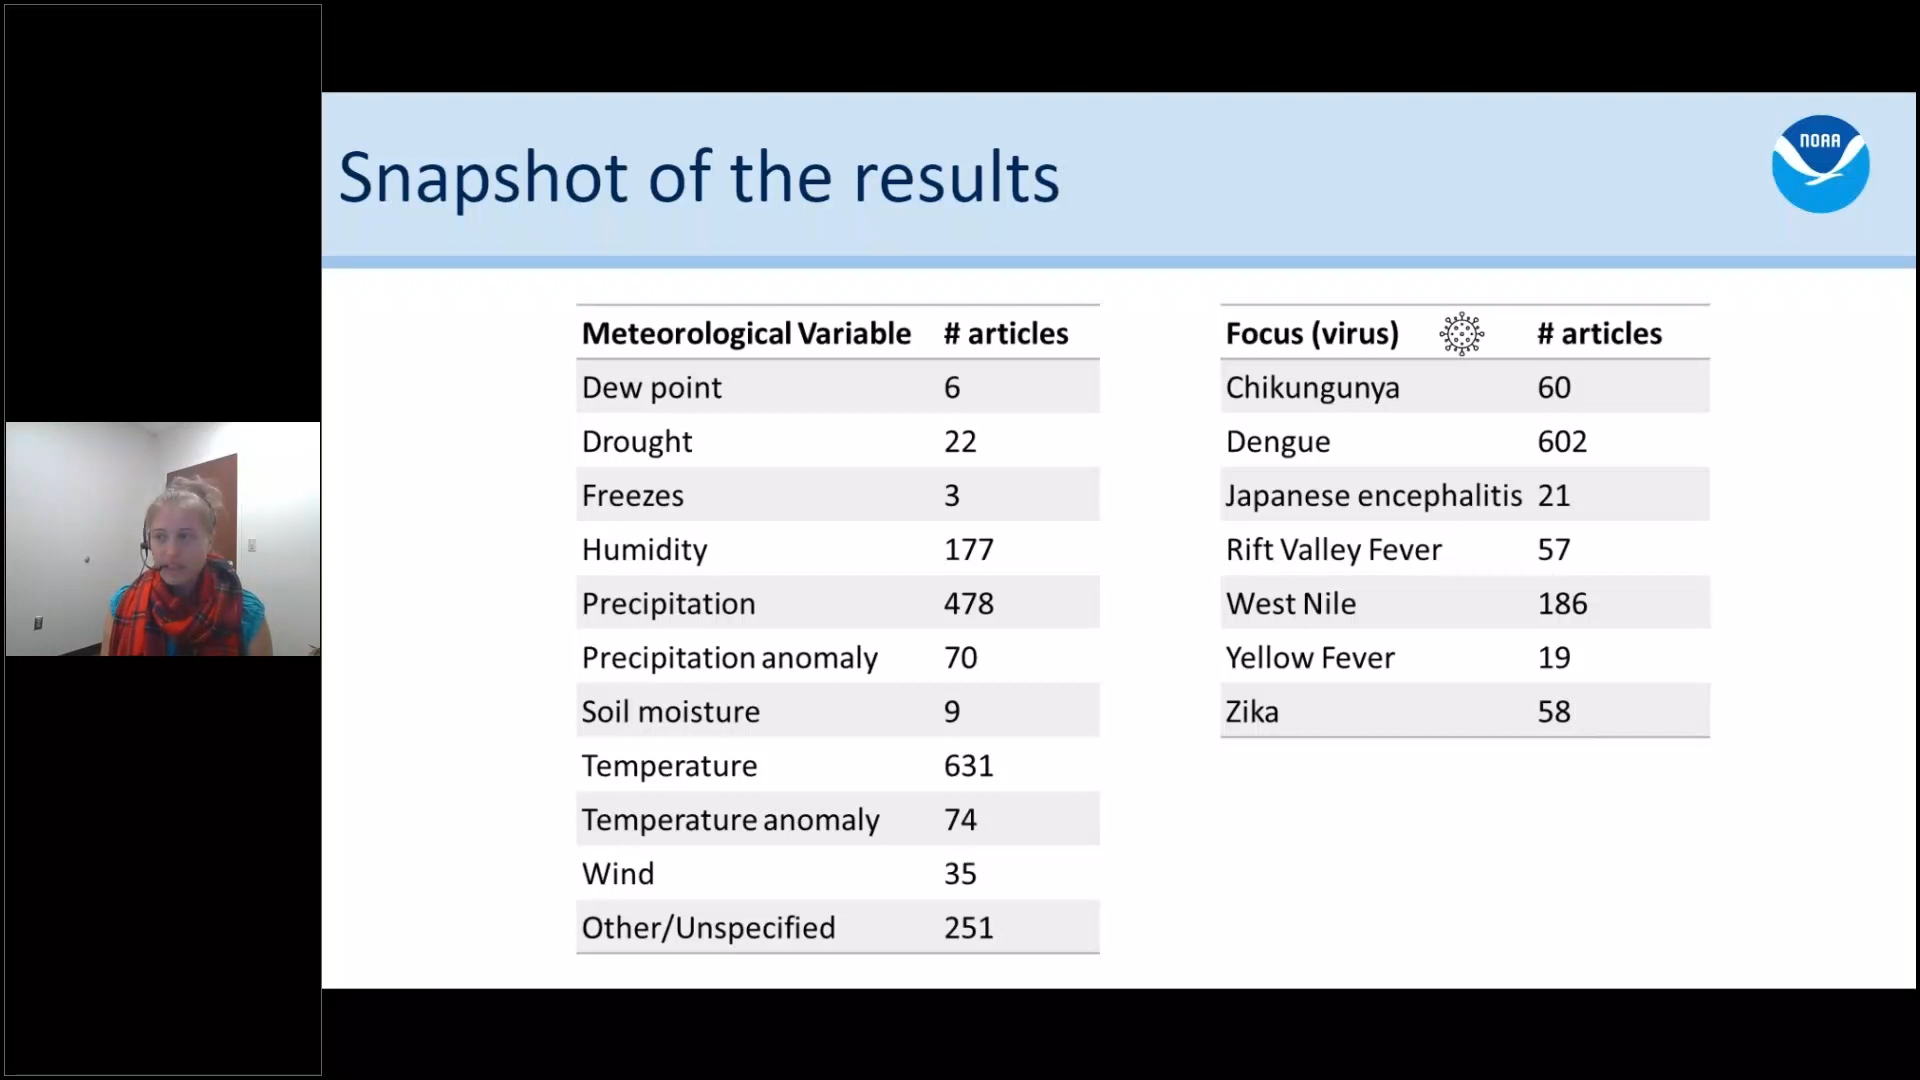 Snapshot of the results
NOAA
Meteorological Variable # articles
Dew point 6
Drought 22
Freezes 3
Humidity 177
Precipitation 478
Precipitation anomaly 70
Soil moisture 9
Temperature 631
Temperature anomaly 74
Wind 35
Other/Unspecified 251
Focus (virus) # articles
Chikungunya 60
Dengue 602
Japanese encephalitis 21
Rift Valley Fever 57
West Nile 186
Yellow Fever 19
Zika 58